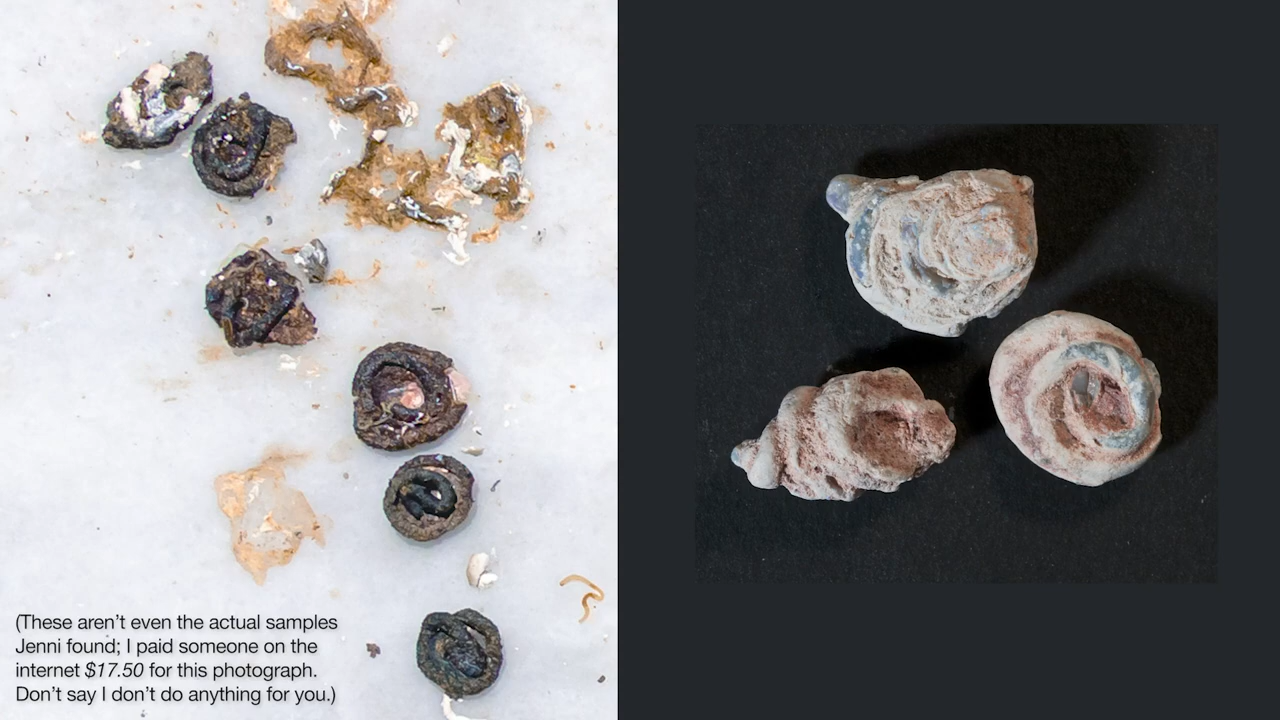 (These aren’t even the actual samples
Jenni found; I paid someone on the
internet $17.50 for this photograph.
Don’t say I don’t do anything for you.)